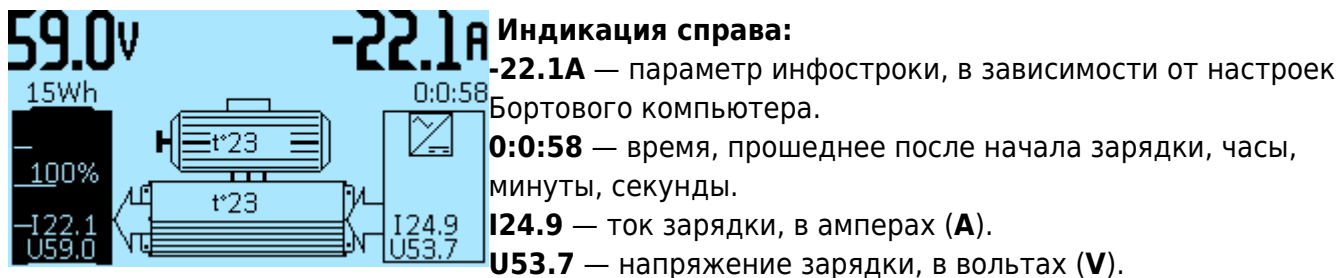 59.0V
-22.1A
15Wh
0:0:58
t°23
100%
t°23
I22.1
U59.0
I24.9
U53.7
Индикация справа:
-22.1A — параметр инфостроки, в зависимости от настроек
Бортового компьютера.
0:0:58 — время, прошеднее после начала зарядки, часы,
минуты, секунды.
I24.9 — ток зарядки, в амперах (А).
U53.7 — напряжение зарядки, в вольтах (V).